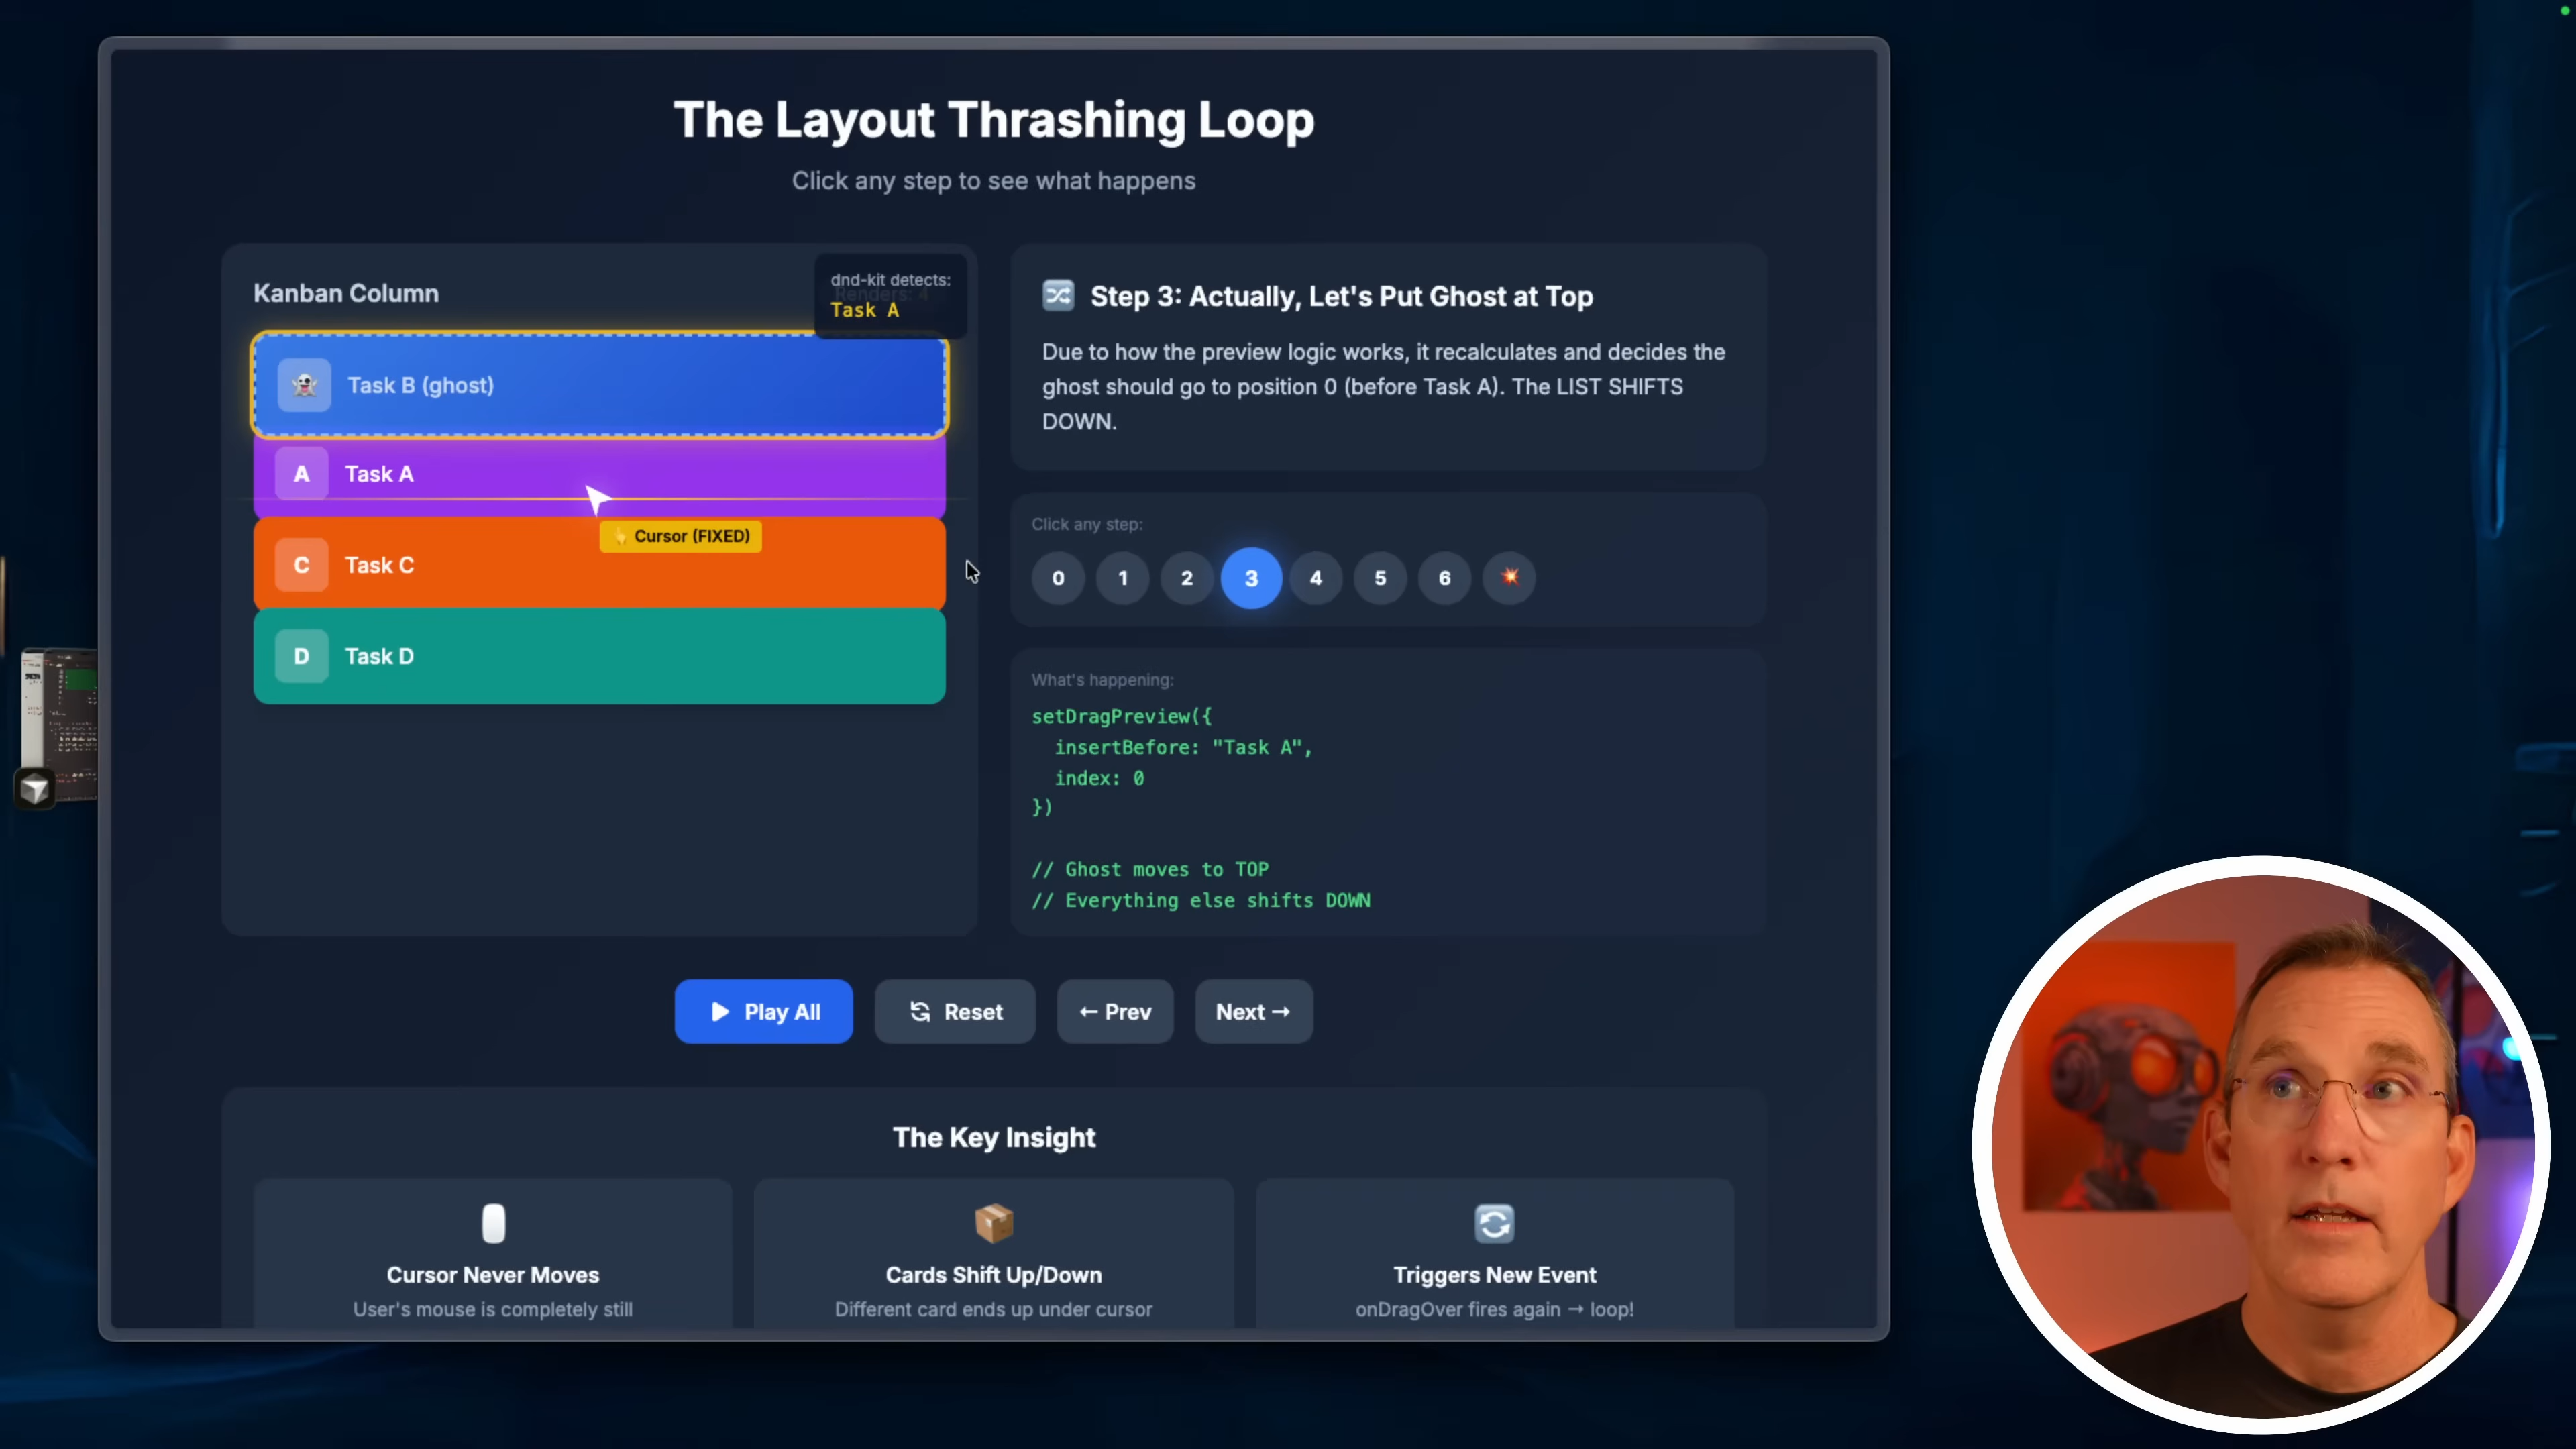 The Layout Thrashing Loop
Click any step to see what happens
Kanban Column
dnd-kit detects:
Task A
Task B (ghost)
A
Task A
Cursor (FIXED)
C
Task C
D
Task D
Step 3: Actually, Let's Put Ghost at Top
Due to how the preview logic works, it recalculates and decides the
ghost should go to position 0 (before Task A). The LIST SHIFTS
DOWN.
Click any step:
0 1 2 3 4 5 6
What's happening:
setDragPreview({
insertBefore: "Task A",
index: 0
})
// Ghost moves to TOP
// Everything else shifts DOWN
Play All
Reset
← Prev
Next →
The Key Insight
Cursor Never Moves
User's mouse is completely still
Cards Shift Up/Down
Different card ends up under cursor
Triggers New Event
onDragOver fires again → loop!